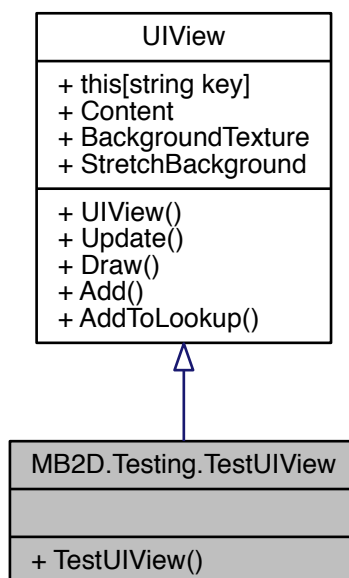 UIView
+ this[string key]
+ Content
+ BackgroundTexture
+ StretchBackground
+ UIView()
+ Update()
+ Draw()
+ Add()
+ AddToLookup()
MB2D.Testing.TestUIView
+ TestUIView()